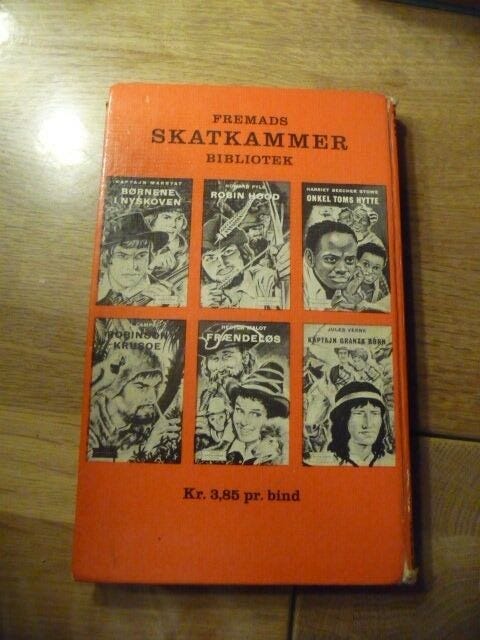 FREMADS
SKATKAMMER
BIBLIOTEK
KAPTAJN MARRYAT
BØRNENE
I NYSKOVEN
HOWARD PYLE
ROBIN HOOD
HARRIET BEECHER STOWE
ONKEL TOMS HYTTE
CAMPE
ROBINSON
KRUSOE
HECTOR MALOT
FRÆNDELØS
JULES VERNE
KAPTAJN GRANTS BØRN
Kr. 3,85 pr. bind